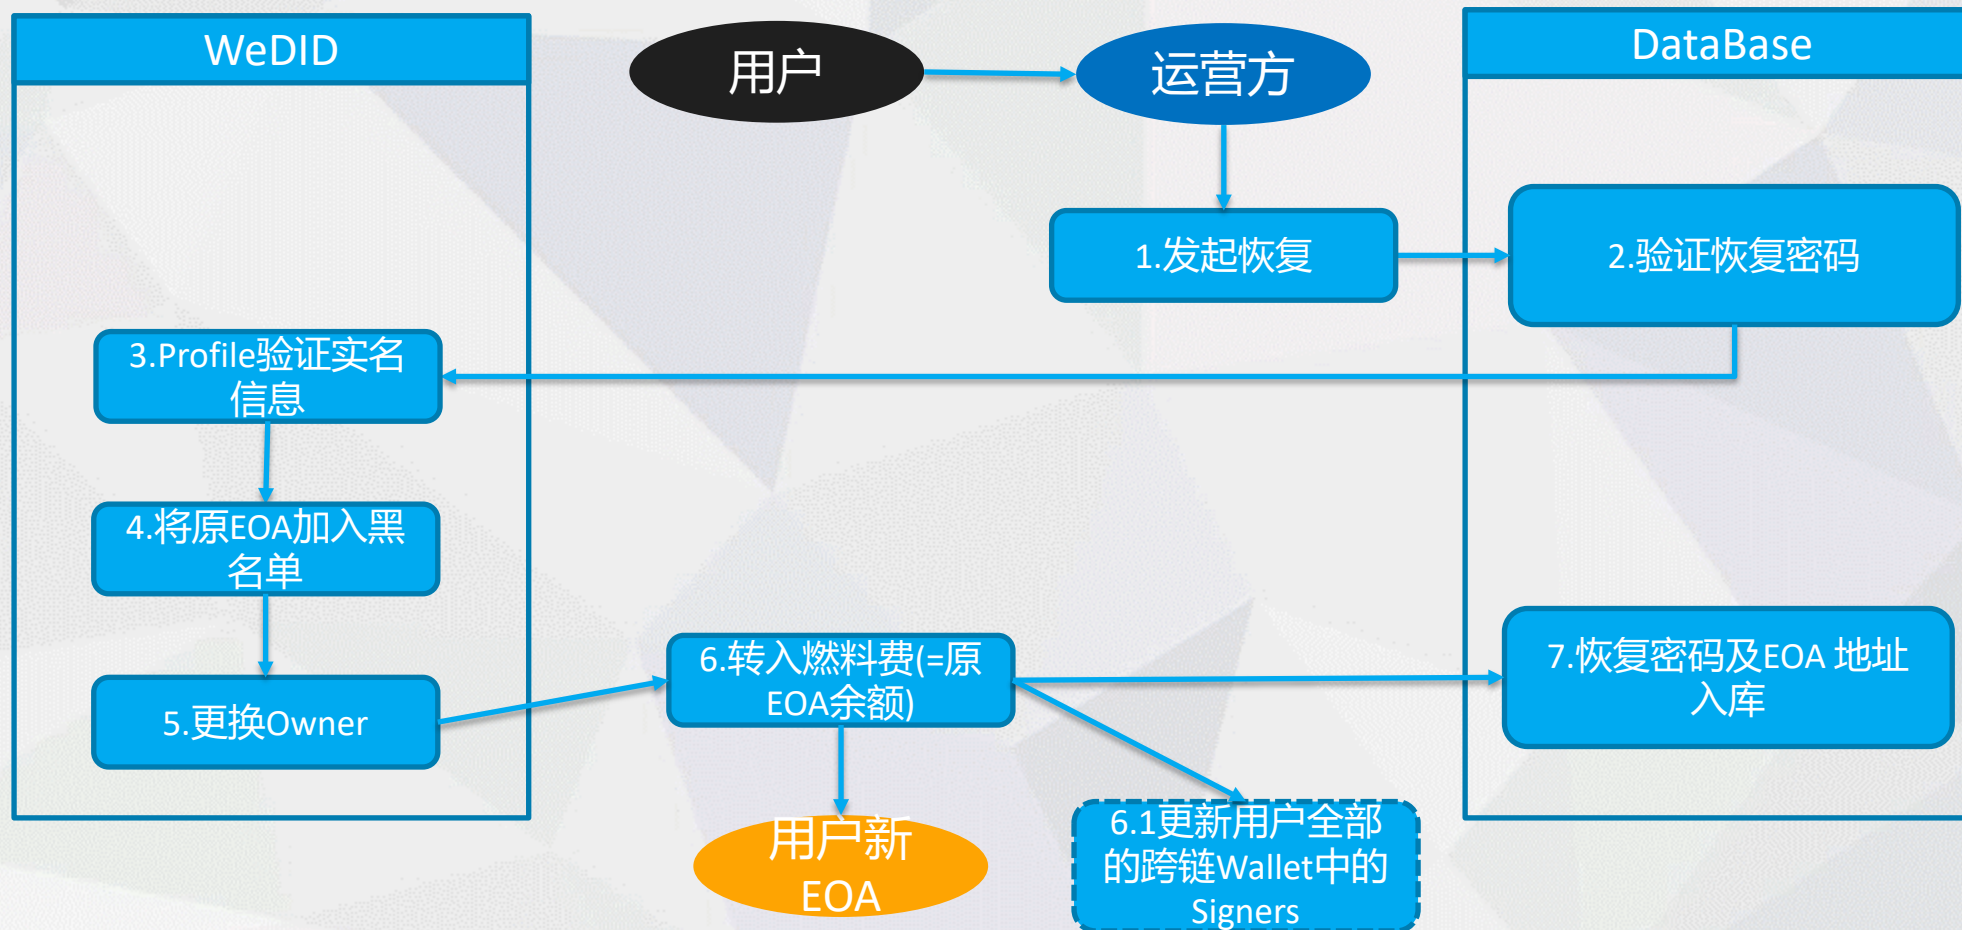 WeDID
用户
运营方
DataBase
1.发起恢复
2.验证恢复密码
3.Profile验证实名
信息
4.将原EOA加入黑
名单
5.更换Owner
6.转入燃料费(=原
EOA余额)
7.恢复密码及EOA 地址
入库
用户新
EOA
6.1更新用户全部
的跨链Wallet中的
Signers